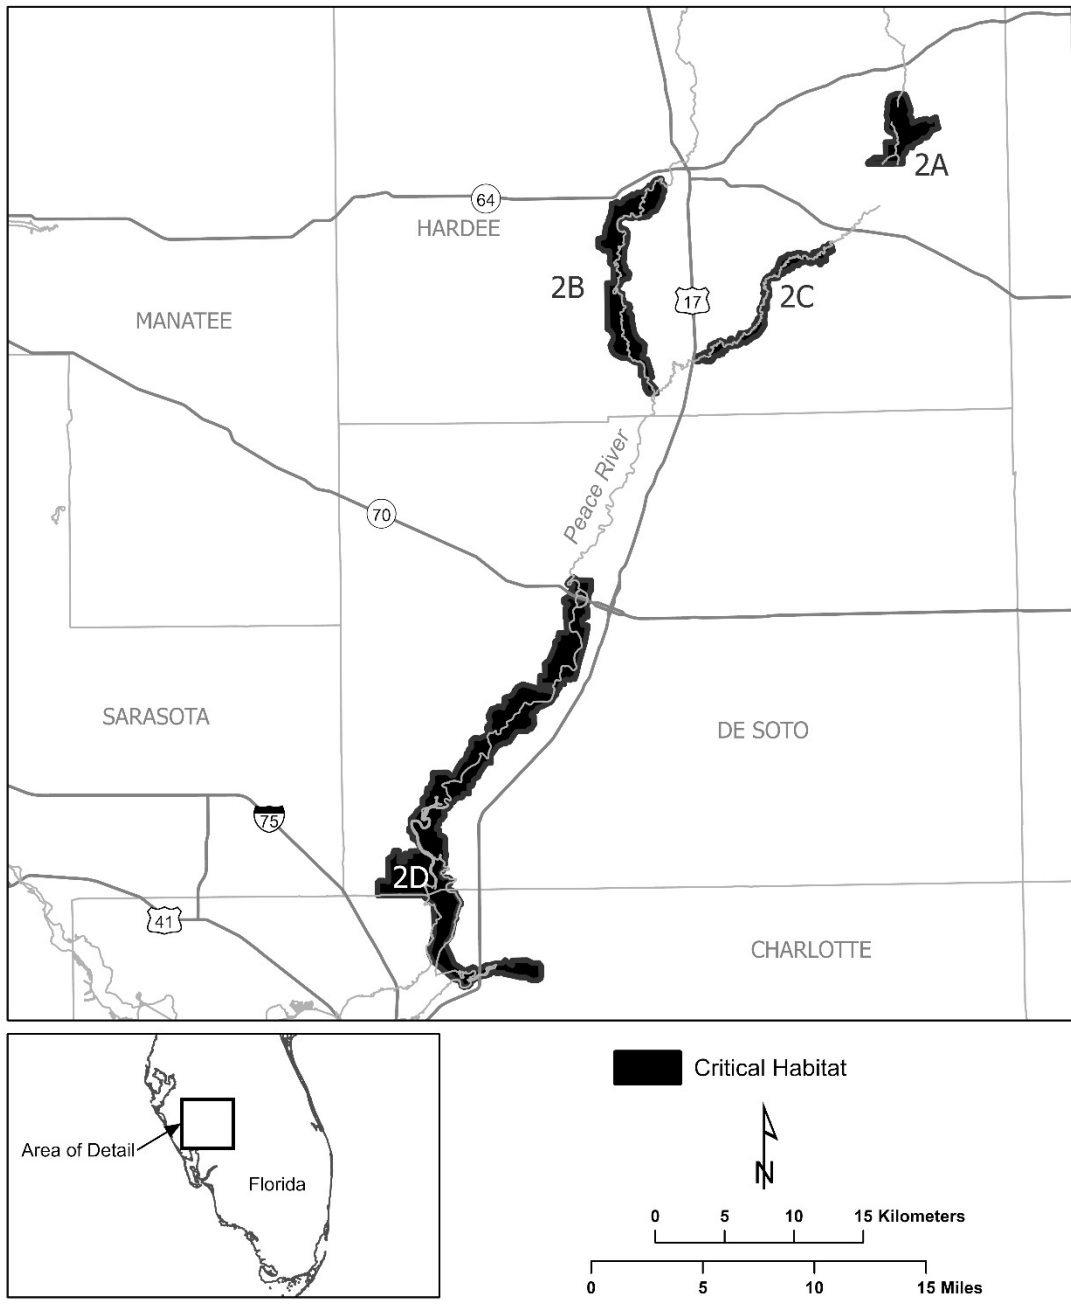 2A
64
HARDEE
2B
17
2C
MANATEE
Peace River
70
SARASOTA
DE SOTO
75
2D
41
CHARLOTTE
Area of Detail
Florida
Critical Habitat
N
0 5 10 15 Kilometers
0 5 10 15 Miles